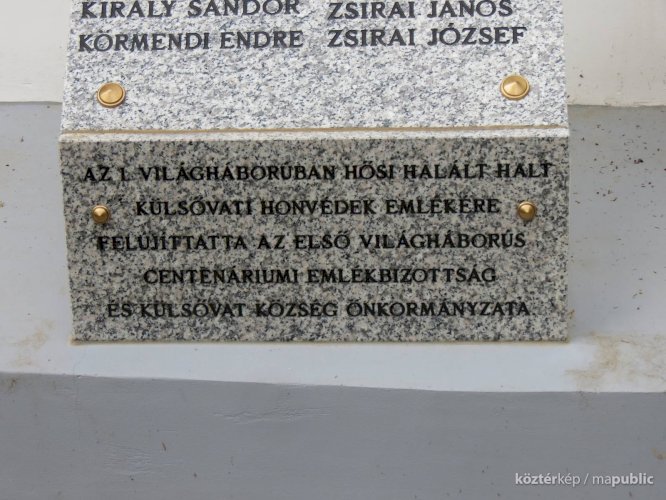 KIRÁLY SÁNDOR ZSIRAI JÁNOS
KÖRMENDI ENDRE ZSIRAI JÓZSEF
AZ I. VILÁGHÁBORÚBAN HŐSI HALÁLT HALT
KÜLSŐVATI HONVÉDEK EMLÉKÉRE
FELÚJÍTTATTA AZ ELSŐ VILÁGHÁBORÚS
CENTENÁRIUMI EMLÉKBIZOTTSÁG
ÉS KÜLSŐVAT KÖZSÉG ÖNKORMÁNYZATA
köztérkép / mapublic